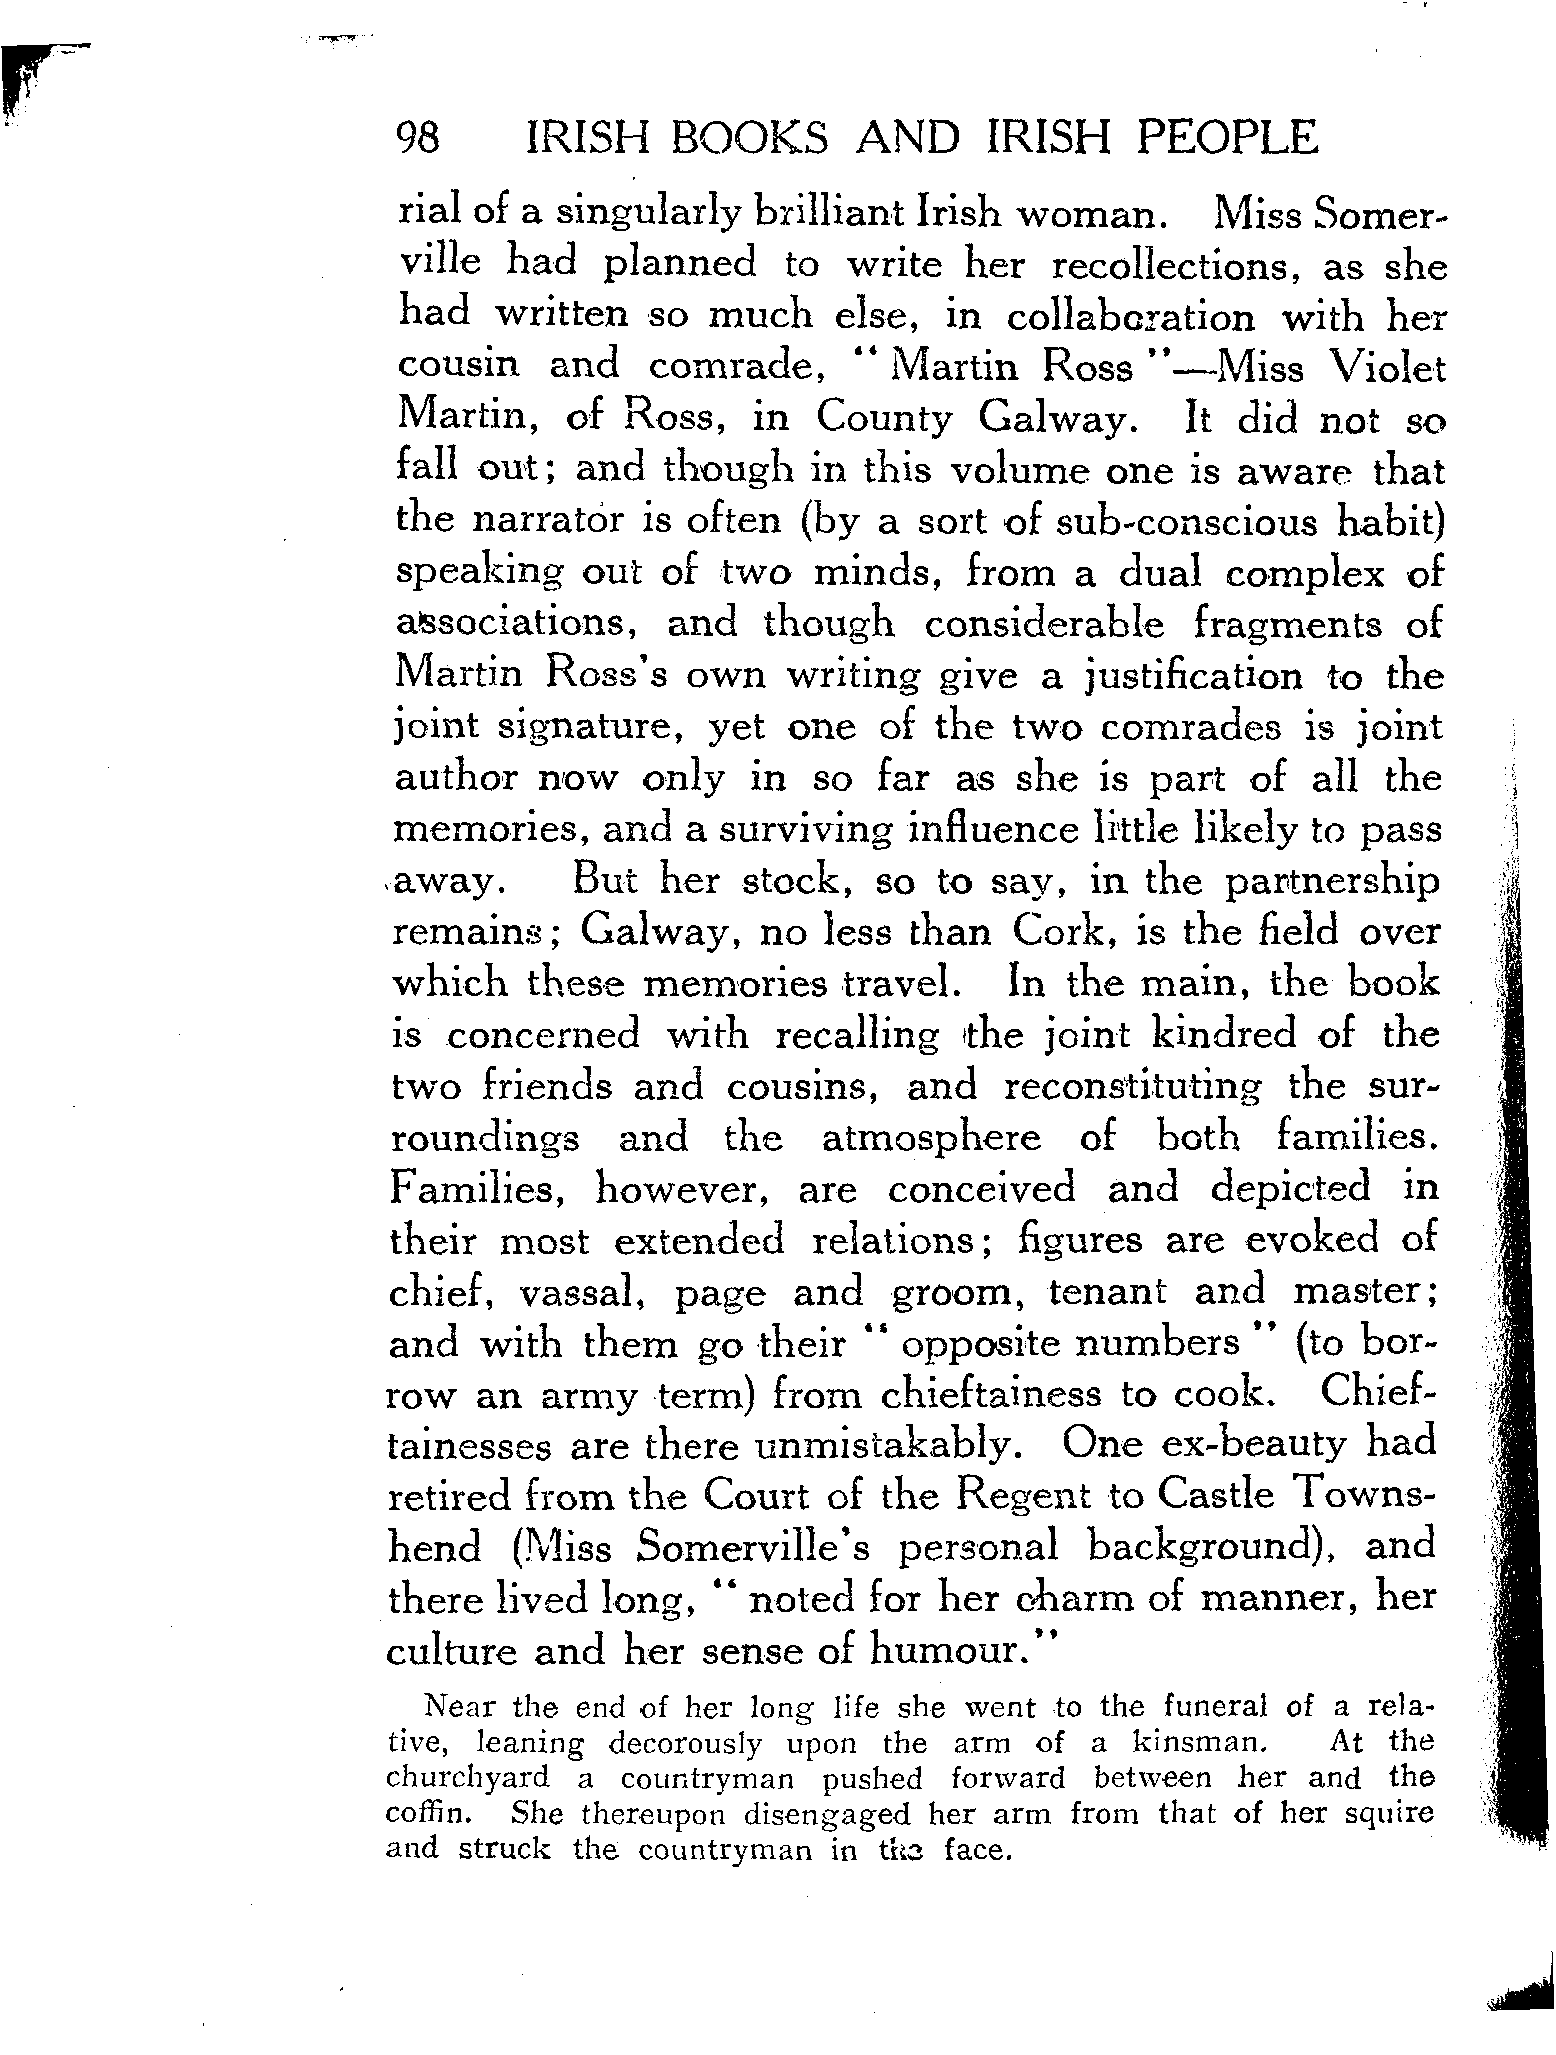 98 IRISH BOOKS AND IRISH PEOPLE
rial of a singularly brilliant Irish woman. Miss Somer-
ville had planned to write her recollections, as she
had written so much else, in collaboration with her
cousin and comrade, "Martin Ross"—Miss Violet
Martin, of Ross, in County Galway. It did not so
fall out; and though in this volume one is aware that
the narrator is often (by a sort of sub-conscious habit)
speaking out of two minds, from a dual complex of
associations, and though considerable fragments of
Martin Ross's own writing give a justification to the
joint signature, yet one of the two comrades is joint
author now only in so far as she is part of all the
memories, and a surviving influence little likely to pass
away. But her stock, so to say, in the partnership
remains; Galway, no less than Cork, is the field over
which these memories travel. In the main, the book
is concerned with recalling the joint kindred of the
two friends and cousins, and reconstituting the sur-
roundings and the atmosphere of both families.
Families, however, are conceived and depicted in
their most extended relations; figures are evoked of
chief, vassal, page and groom, tenant and master;
and with them go their "opposite numbers" (to bor-
row an army term) from chieftainess to cook. Chief-
tainesses are there unmistakably. One ex-beauty had
retired from the Court of the Regent to Castle Towns-
hend (Miss Somerville's personal background), and
there lived long, "noted for her charm of manner, her
culture and her sense of humour."
Near the end of her long life she went to the funeral of a rela-
tive, leaning decorously upon the arm of a kinsman. At the
churchyard a countryman pushed forward between her and the
coffin. She thereupon disengaged her arm from that of her squire
and struck the countryman in the face.